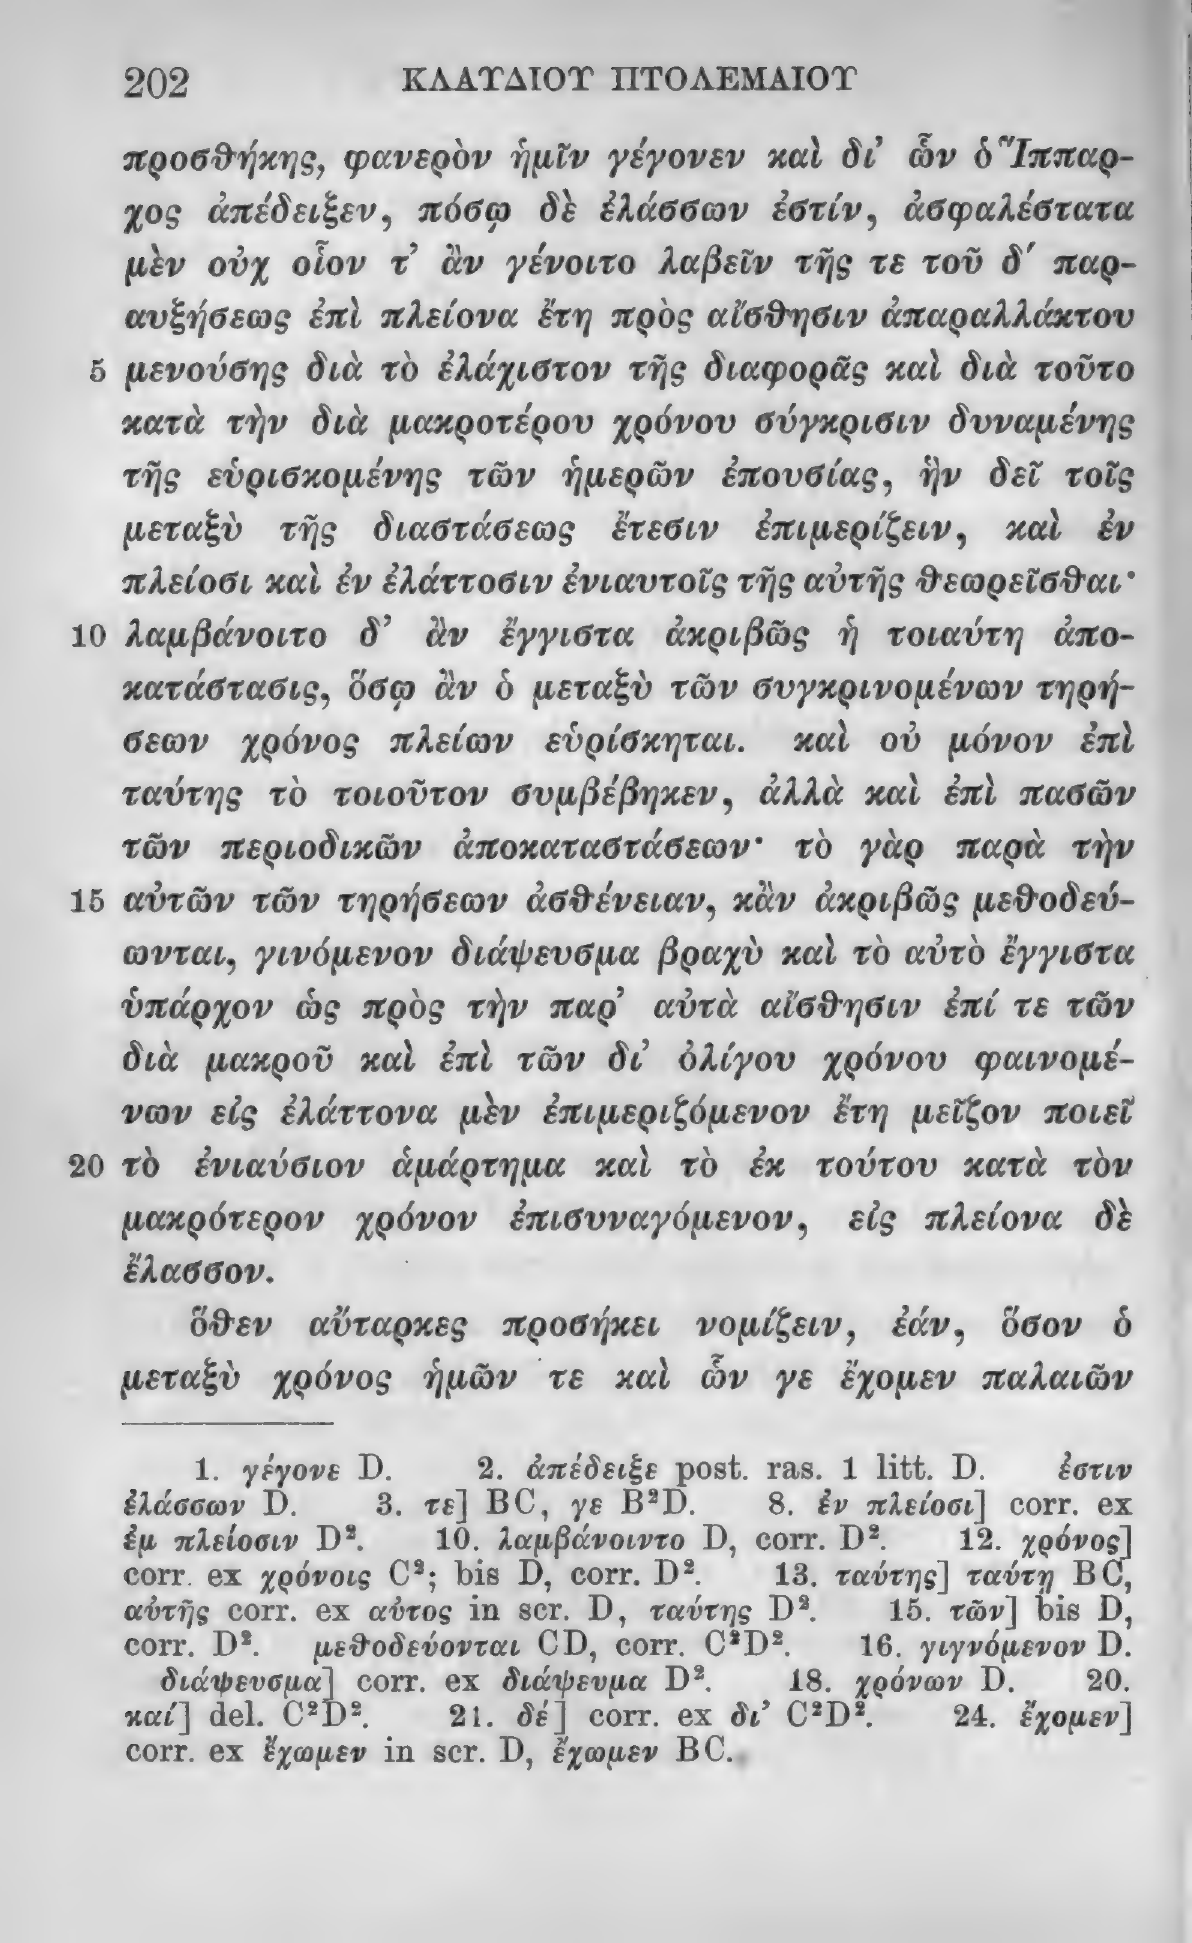 202 ΚΛΑΥΔΙΟΥ ΠΤΟΛΕΜΑΙΟΥ
προσθήκης, φανερὸν ἡμῖν γέγονεν καὶ δι’ ὧν ὁ Ἵππαρ-
χος ἀπέδειξεν, πόσῳ δὲ ἐλάσσων ἐστίν, ἀσφαλέστατα
μὲν οὐχ οἷον τ’ ἂν γένοιτο λαβεῖν τῆς τε τοῦ δ′ παρ-
αυξήσεως ἐπὶ πλείονα ἔτη πρὸς αἴσθησιν ἀπαραλλάκτου
5 μενούσης διὰ τὸ ἐλάχιστον τῆς διαφορᾶς καὶ διὰ τοῦτο
κατὰ τὴν διὰ μακροτέρου χρόνου σύγκρισιν δυναμένης
τῆς εὑρισκομένης τῶν ἡμερῶν ἐπουσίας, ἣν δεῖ τοῖς
μεταξὺ τῆς διαστάσεως ἔτεσιν ἐπιμερίζειν, καὶ ἐν
πλείοσι καὶ ἐν ἐλάττοσιν ἐνιαυτοῖς τῆς αὐτῆς θεωρεῖσθαι·
10 λαμβάνοιτο δ’ ἂν ἔγγιστα ἀκριβῶς ἡ τοιαύτη ἀπο-
κατάστασις, ὅσῳ ἂν ὁ μεταξὺ τῶν συγκρινομένων τηρή-
σεων χρόνος πλείων εὑρίσκηται. καὶ οὐ μόνον ἐπὶ
ταύτης τὸ τοιοῦτον συμβέβηκεν, ἀλλὰ καὶ ἐπὶ πασῶν
τῶν περιοδικῶν ἀποκαταστάσεων· τὸ γὰρ παρὰ τὴν
15 αὐτῶν τῶν τηρήσεων ἀσθένειαν, κἂν ἀκριβῶς μεθοδεύ-
ωνται, γινόμενον διάψευσμα βραχὺ καὶ τὸ αὐτὸ ἔγγιστα
ὑπάρχον ὡς πρὸς τὴν παρ’ αὐτὰ αἴσθησιν ἐπί τε τῶν
διὰ μακροῦ καὶ ἐπὶ τῶν δι’ ὀλίγου χρόνου φαινομέ-
νων εἰς ἐλάττονα μὲν ἐπιμεριζόμενον ἔτη μεῖζον ποιεῖ
20 τὸ ἐνιαύσιον ἁμάρτημα καὶ τὸ ἐκ τούτου κατὰ τὸν
μακρότερον χρόνον ἐπισυναγόμενον, εἰς πλείονα δὲ
ἔλασσον.
ὅθεν αὔταρκες προσήκει νομίζειν, ἐάν, ὅσον ὁ
μεταξὺ χρόνος ἡμῶν τε καὶ ὧν γε ἔχομεν παλαιῶν
1. γέγονε D. 2. ἀπέδειξε post. ras. 1 litt. D. ἐστιν
ἐλάσσων D. 3. τε] BC, γε B²D. 8. ἐν πλείοσι] corr. ex
ἐμ πλείοσιν D². 10. λαμβάνοιντο D, corr. D². 12. χρόνος]
corr. ex χρόνοις C²; bis D, corr. D². 13. ταύτης] ταύτῃ BC,
αὐτῆς corr. ex αὐτος in scr. D, ταύτης D². 15. τῶν] bis D,
corr. D². μεθοδεύονται CD, corr. C²D². 16. γιγνόμενον D.
διάψευσμα] corr. ex διάψευμα D². 18. χρόνων D. 20.
καί] del. C²D². 21. δέ] corr. ex δι’ C²D². 24. ἔχομεν]
corr. ex ἔχωμεν in scr. D, ἔχωμεν BC.